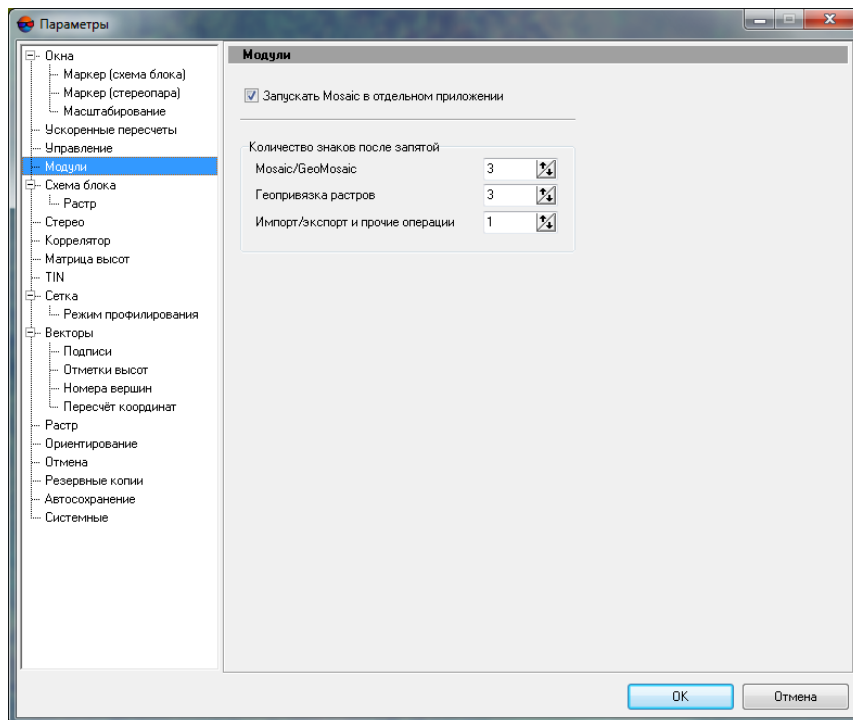 Параметры
Окна
Маркер (схема блока)
Маркер (стереопара)
Масштабирование
Ускоренные пересчеты
Управление
Модули
Схема блока
Растр
Стерео
Коррелятор
Матрица высот
TIN
Сетка
Режим профилирования
Векторы
Подписи
Отметки высот
Номера вершин
Пересчёт координат
Растр
Ориентирование
Отмена
Резервные копии
Автосохранение
Системные
Модули
Запускать Mosaic в отдельном приложении
Количество знаков после запятой
Mosaic/GeoMosaic 3
Геопривязка растров 3
Импорт/экспорт и прочие операции 1
OK
Отмена